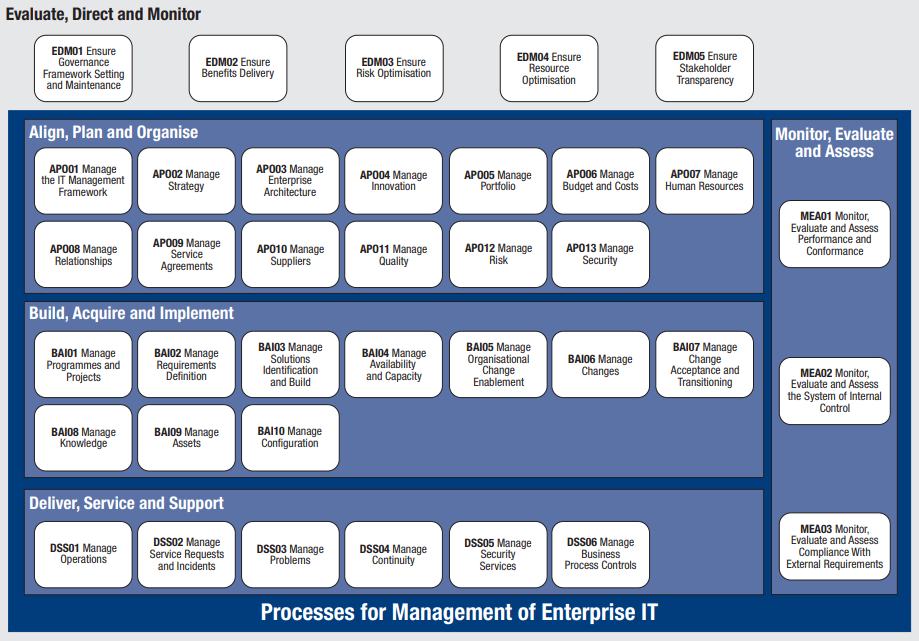 Evaluate, Direct and Monitor
EDM01 Ensure
Governance
Framework Setting
and Maintenance
EDM02 Ensure
Benefits Delivery
EDM03 Ensure
Risk Optimisation
EDM04 Ensure
Resource
Optimisation
EDM05 Ensure
Stakeholder
Transparency
Align, Plan and Organise
APO01 Manage
the IT Management
Framework
APO02 Manage
Strategy
APO03 Manage
Enterprise
Architecture
APO04 Manage
Innovation
APO05 Manage
Portfolio
APO06 Manage
Budget and Costs
APO07 Manage
Human Resources
APO08 Manage
Relationships
APO09 Manage
Service
Agreements
APO10 Manage
Suppliers
APO11 Manage
Quality
APO12 Manage
Risk
APO13 Manage
Security
Build, Acquire and Implement
BAI01 Manage
Programmes and
Projects
BAI02 Manage
Requirements
Definition
BAI03 Manage
Solutions
Identification
and Build
BAI04 Manage
Availability
and Capacity
BAI05 Manage
Organisational
Change
Enablement
BAI06 Manage
Changes
BAI07 Manage
Change
Acceptance and
Transitioning
BAI08 Manage
Knowledge
BAI09 Manage
Assets
BAI10 Manage
Configuration
Deliver, Service and Support
DSS01 Manage
Operations
DSS02 Manage
Service Requests
and Incidents
DSS03 Manage
Problems
DSS04 Manage
Continuity
DSS05 Manage
Security
Services
DSS06 Manage
Business
Process Controls
Monitor, Evaluate
and Assess
MEA01 Monitor,
Evaluate and Assess
Performance and
Conformance
MEA02 Monitor,
Evaluate and Assess
the System of Internal
Control
MEA03 Monitor,
Evaluate and Assess
Compliance With
External Requirements
Processes for Management of Enterprise IT